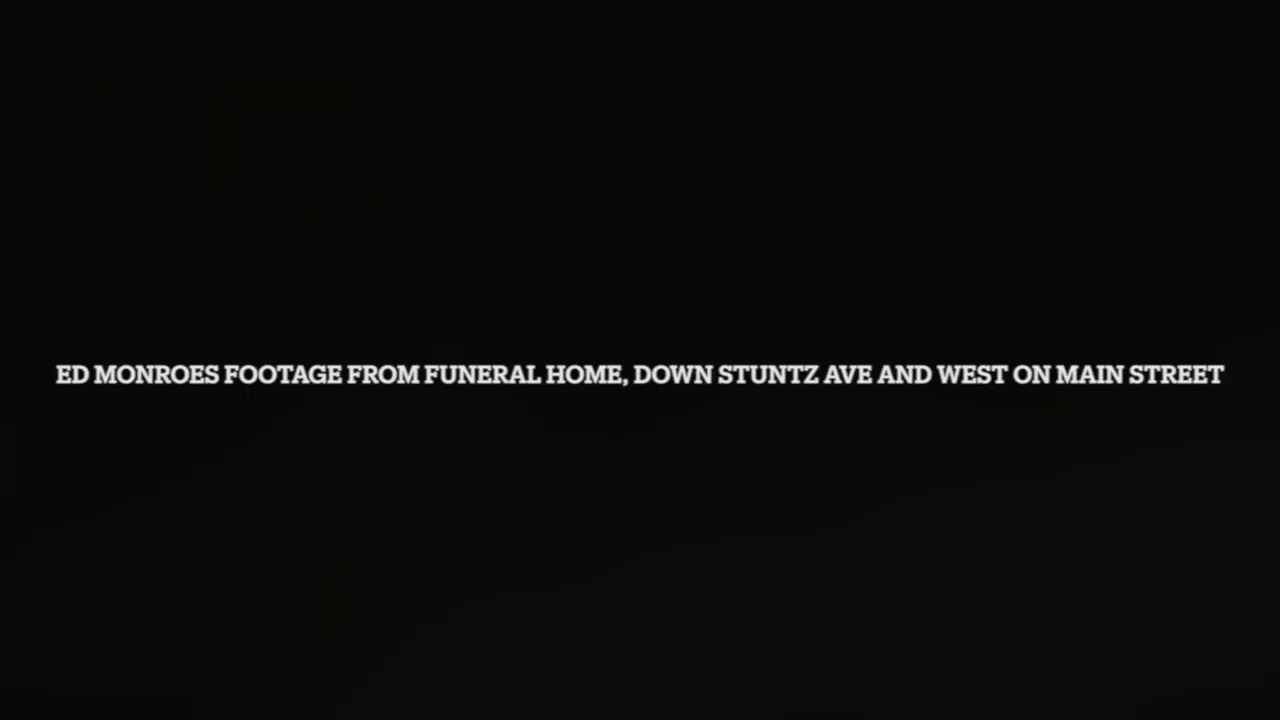 ED MONROES FOOTAGE FROM FUNERAL HOME, DOWN STUNTZ AVE AND WEST ON MAIN STREET